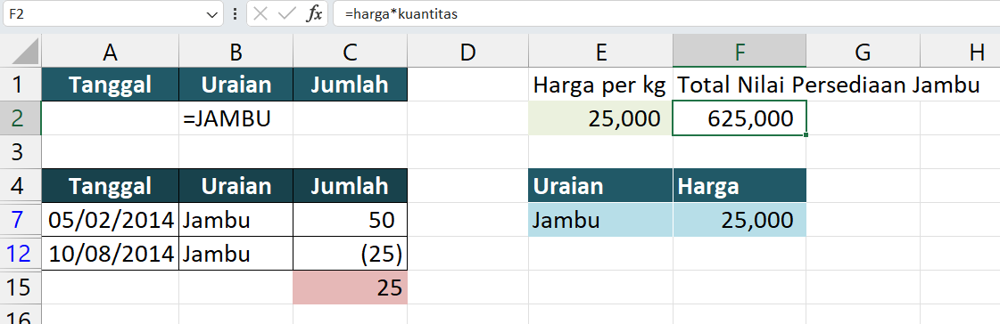 F2 fx =harga*kuantitas
A B C D E F G H
1 Tanggal Uraian Jumlah Harga per kg Total Nilai Persediaan Jambu
2 =JAMBU 25,000 625,000
3
4 Tanggal Uraian Jumlah Uraian Harga
7 05/02/2014 Jambu 50 Jambu 25,000
12 10/08/2014 Jambu (25)
15 25
16